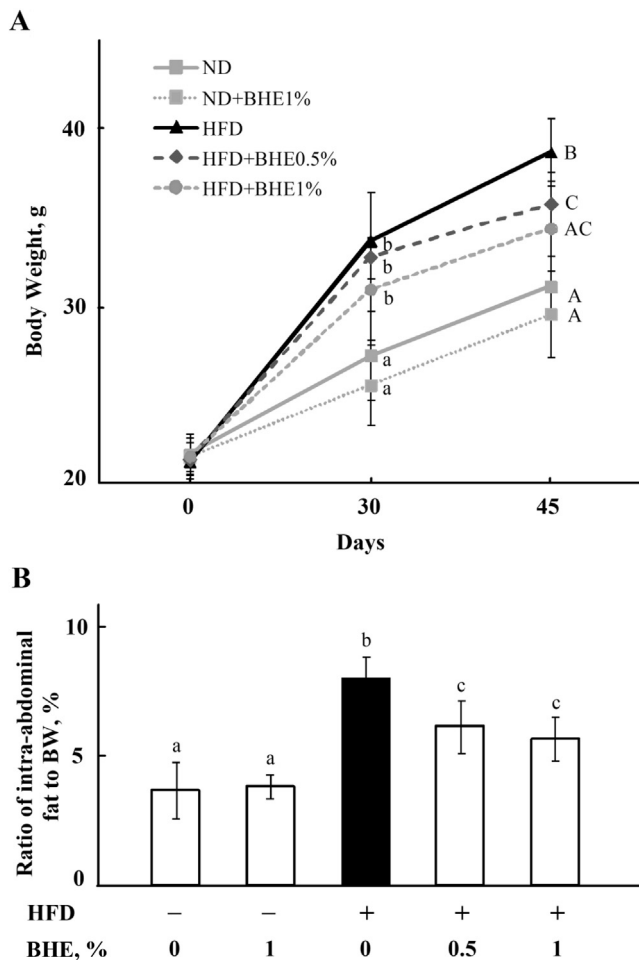 A
ND
ND+BHE1%
HFD
HFD+BHE0.5%
HFD+BHE1%
40
30
20
Body Weight, g
B
C
AC
A
A
b
b
b
a
a
0 30 45
Days
B
Ratio of intra-abdominal
fat to BW, %
10
5
0
a a b c c
HFD – – + + +
BHE, % 0 1 0 0.5 1